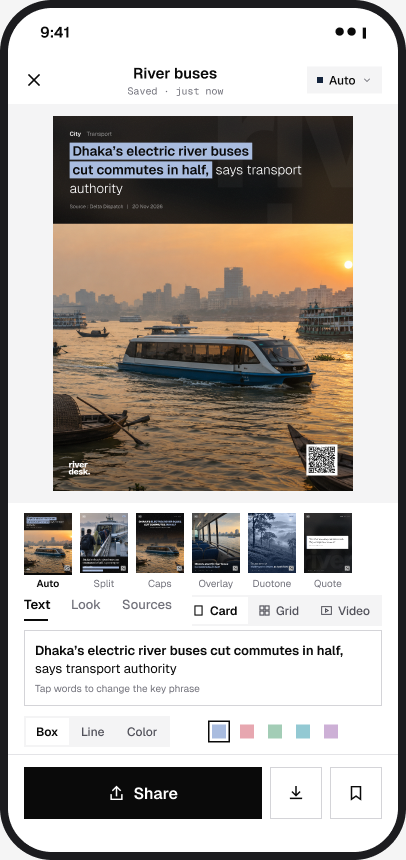 9:41
River buses
Saved · just now
Auto
City Transport
Dhaka's electric river buses
cut commutes in half, says transport
authority
Source: Delta Dispatch | 20 Nov 2026
river
desk.
Auto Split Caps Overlay Duotone Quote
Text Look Sources Card Grid Video
Dhaka's electric river buses cut commutes in half,
says transport authority
Tap words to change the key phrase
Box Line Color
Share